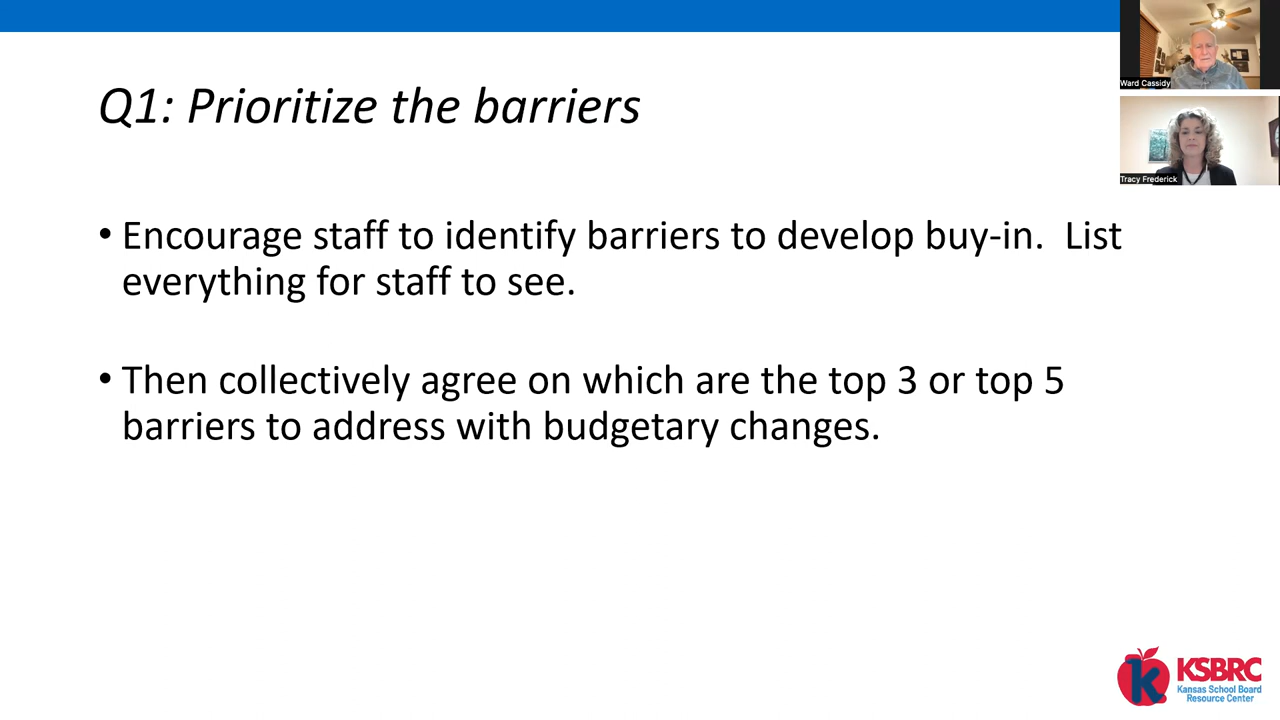 Q1: Prioritize the barriers
• Encourage staff to identify barriers to develop buy-in.  List
everything for staff to see.
• Then collectively agree on which are the top 3 or top 5
barriers to address with budgetary changes.
Ward Cassidy
Tracy Frederick
KSBRC
Kansas School Board
Resource Center